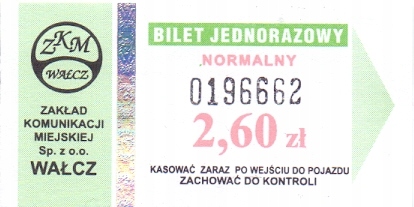 ZKM
WAŁCZ
ZAKŁAD
KOMUNIKACJI
MIEJSKIEJ
Sp. z o.o.
WAŁCZ
BILET JEDNORAZOWY
NORMALNY
0196662
2,60 zł
KASOWAĆ ZARAZ PO WEJŚCIU DO POJAZDU
ZACHOWAĆ DO KONTROLI